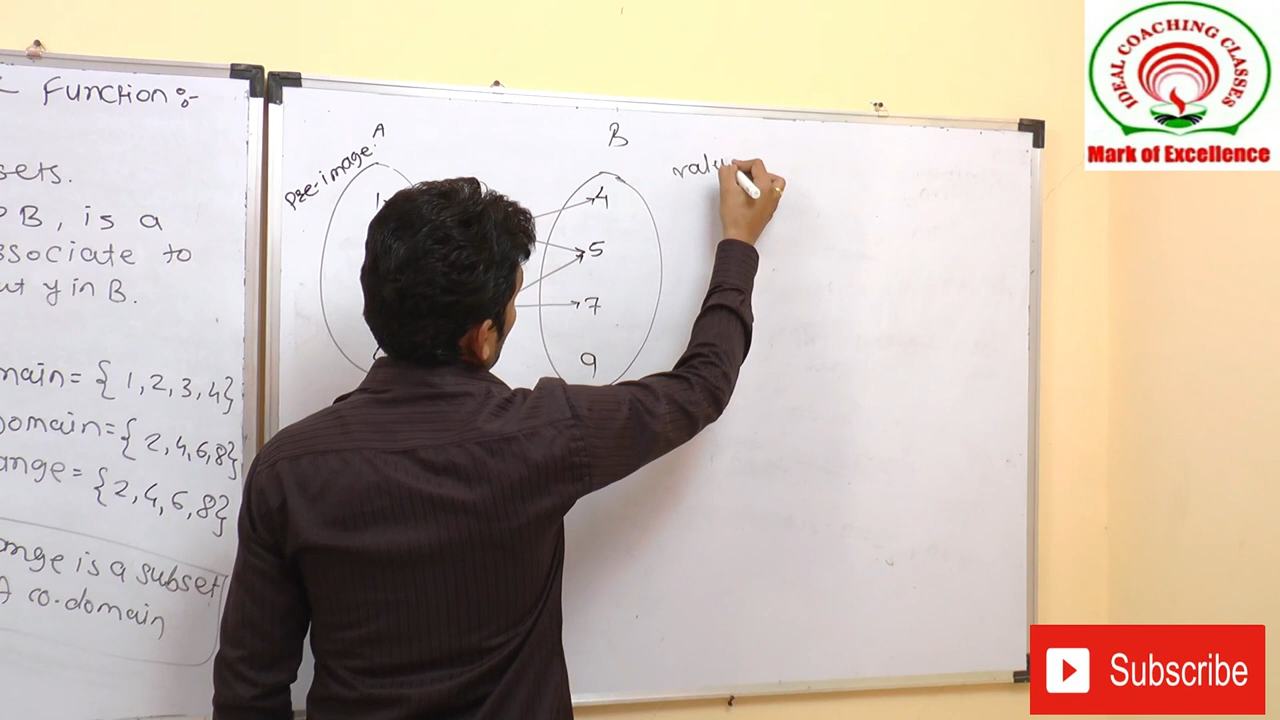 Function:-
sets.
B, is a
ssociate to
y in B.
main = {1, 2, 3, 4}
Domain = {2, 4, 6, 8}
ange = {2, 4, 6, 8}
ange is a subset
co-domain
A
B
Pre-image
1
4
5
7
9
valu
IDEAL COACHING CLASSES
Mark of Excellence
Subscribe